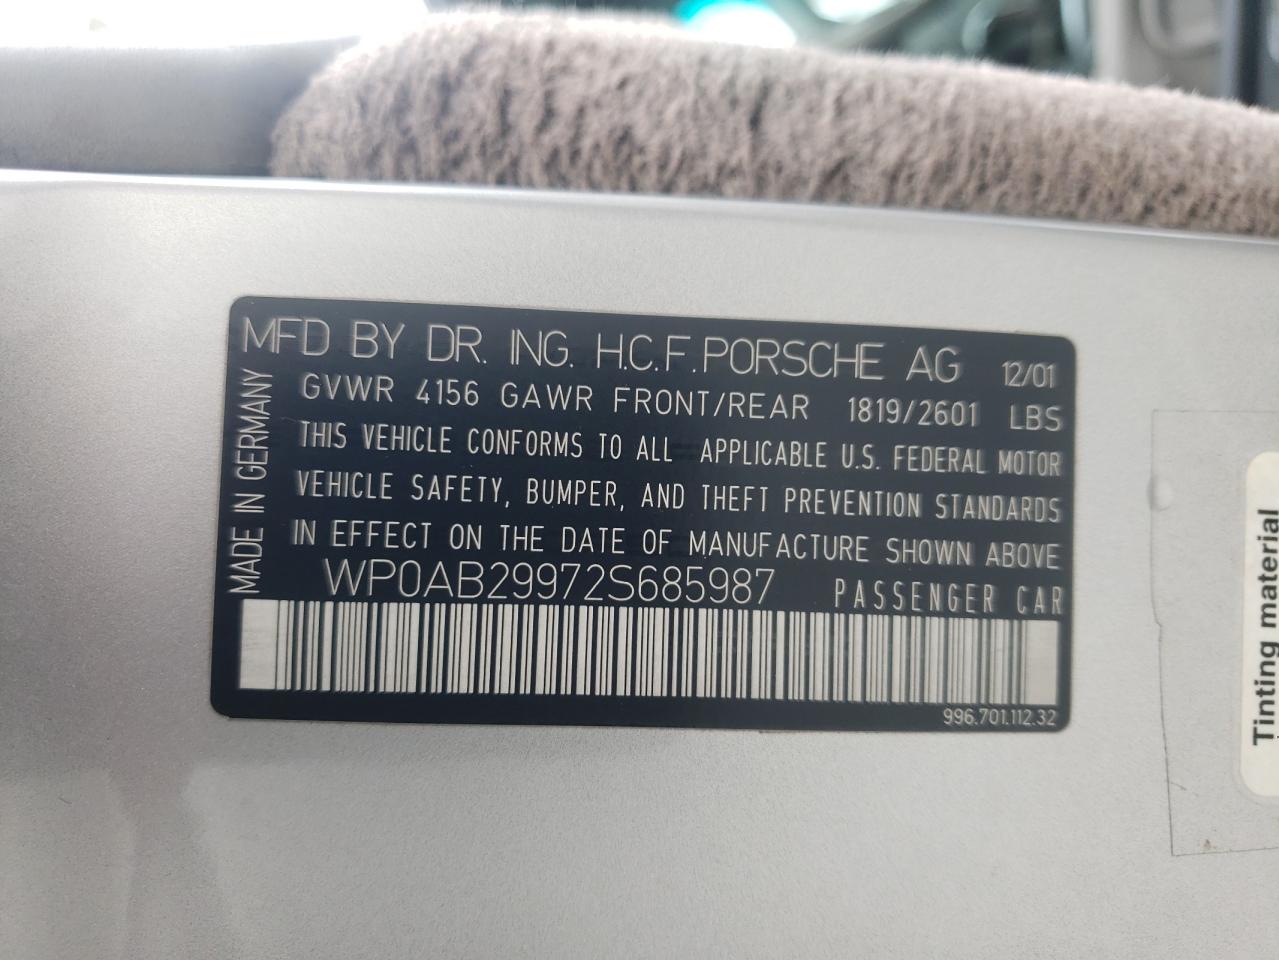 MFD BY DR. ING. H.C.F. PORSCHE AG 12/01
GVWR 4156 GAWR FRONT/REAR 1819/2601 LBS
THIS VEHICLE CONFORMS TO ALL APPLICABLE U.S. FEDERAL MOTOR
VEHICLE SAFETY, BUMPER, AND THEFT PREVENTION STANDARDS
IN EFFECT ON THE DATE OF MANUFACTURE SHOWN ABOVE
WP0AB29972S685987 PASSENGER CAR
996.701.112.32
MADE IN GERMANY
Tinting material